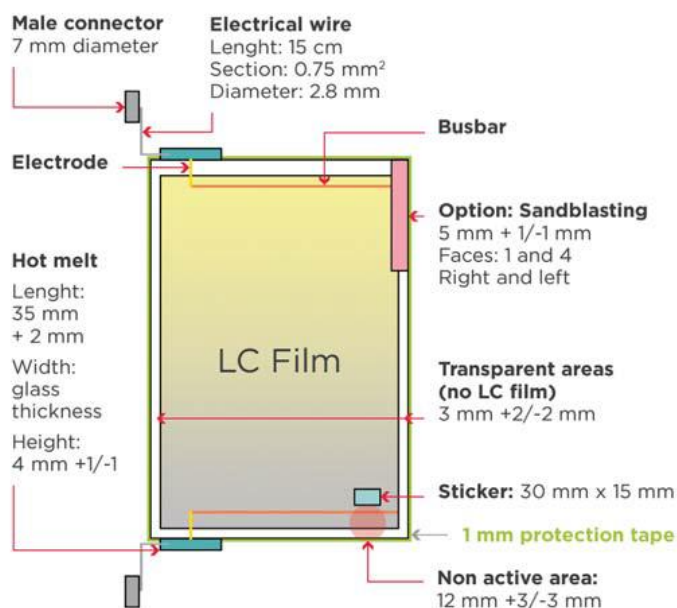 Male connector
7 mm diameter
Electrical wire
Lenght: 15 cm
Section: 0.75 mm²
Diameter: 2.8 mm
Busbar
Electrode
Option: Sandblasting
5 mm + 1/-1 mm
Faces: 1 and 4
Right and left
Hot melt
Lenght:
35 mm
+ 2 mm
Width:
glass
thickness
Height:
4 mm +1/-1
LC Film
Transparent areas
(no LC film)
3 mm +2/-2 mm
Sticker: 30 mm x 15 mm
1 mm protection tape
Non active area:
12 mm +3/-3 mm